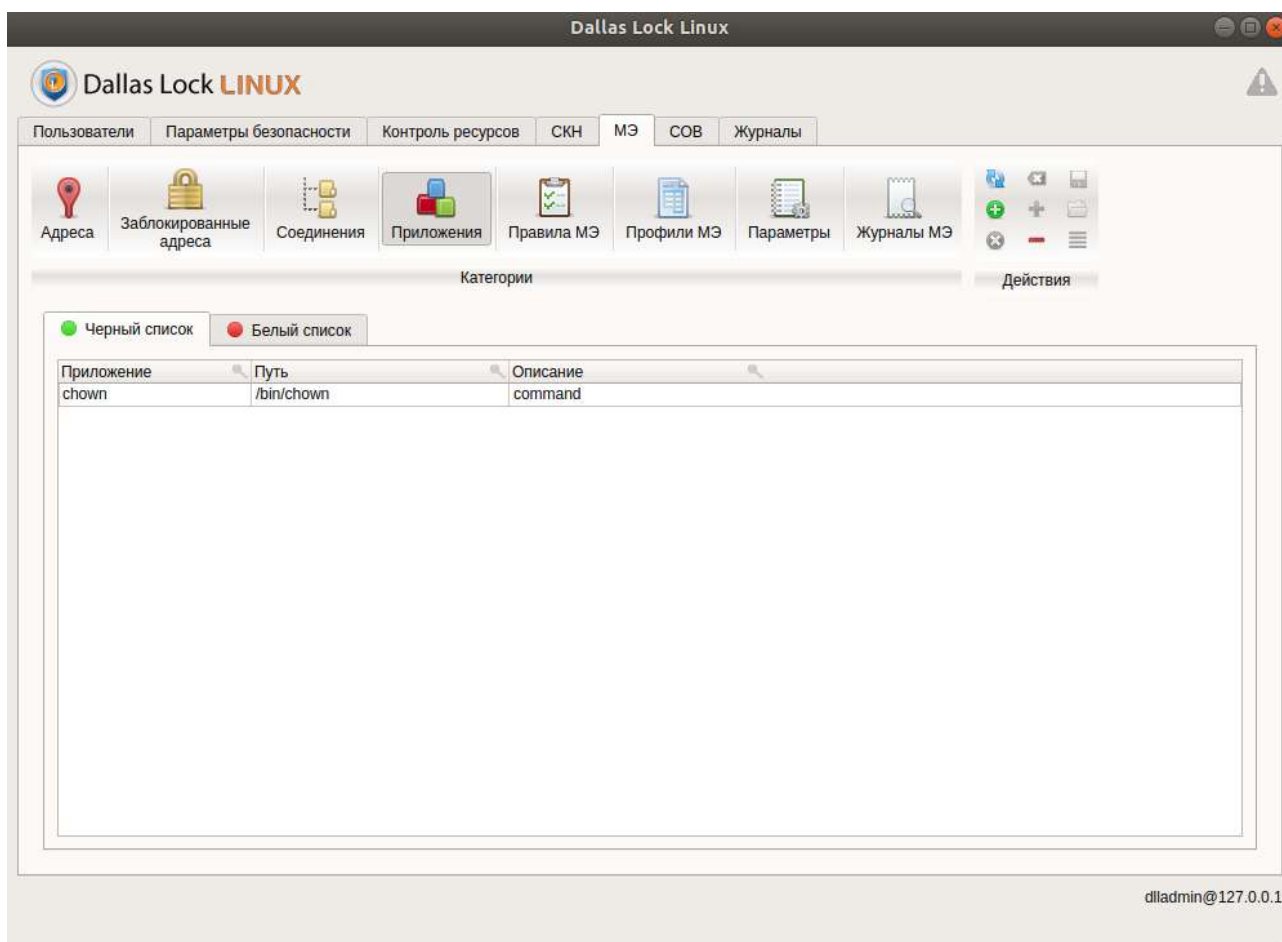 Dallas Lock Linux
Dallas Lock LINUX
Пользователи Параметры безопасности Контроль ресурсов СКН МЭ СОВ Журналы
Адреса Заблокированные адреса Соединения Приложения Правила МЭ Профили МЭ Параметры Журналы МЭ
Категории Действия
Черный список Белый список
Приложение Путь Описание
chown /bin/chown command
dlladmin@127.0.0.1